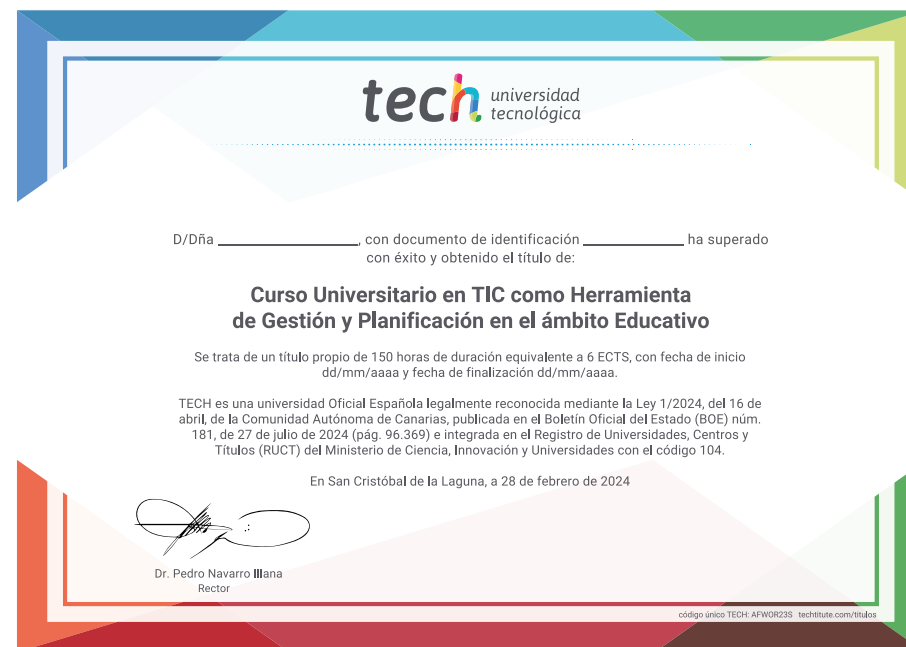 tech universidad
tecnológica
D/Dña ____________________, con documento de identificación ______________ ha superado
con éxito y obtenido el título de:
Curso Universitario en TIC como Herramienta
de Gestión y Planificación en el ámbito Educativo
Se trata de un título propio de 150 horas de duración equivalente a 6 ECTS, con fecha de inicio
dd/mm/aaaa y fecha de finalización dd/mm/aaaa.
TECH es una universidad Oficial Española legalmente reconocida mediante la Ley 1/2024, del 16 de
abril, de la Comunidad Autónoma de Canarias, publicada en el Boletín Oficial del Estado (BOE) núm.
181, de 27 de julio de 2024 (pág. 96.369) e integrada en el Registro de Universidades, Centros y
Títulos (RUCT) del Ministerio de Ciencia, Innovación y Universidades con el código 104.
En San Cristóbal de la Laguna, a 28 de febrero de 2024
Dr. Pedro Navarro Illana
Rector
código único TECH: AFWOR23S techtitute.com/titulos